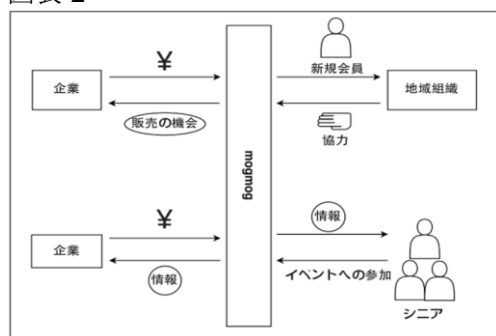 図表2
¥
企業
販売の機会
mogmog
新規会員
地域組織
協力
¥
企業
情報
情報
イベントへの参加
シニア